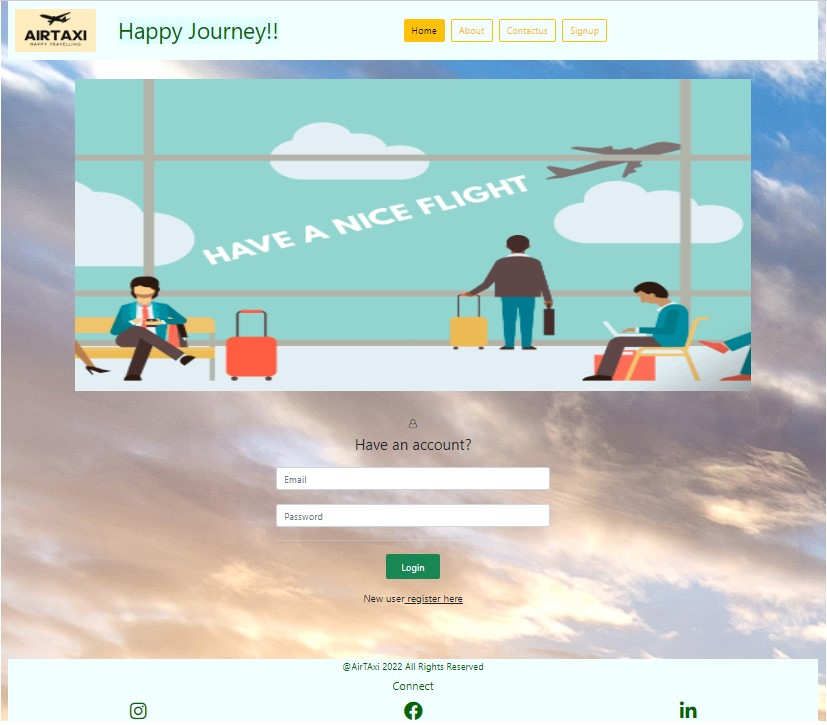 AIRTAXI
HAPPY TRAVELLING
Happy Journey!!
Home
About
Contactus
Signup
HAVE A NICE FLIGHT
Have an account?
Email
Password
Login
New user register here
@AirTAxi 2022 All Rights Reserved
Connect